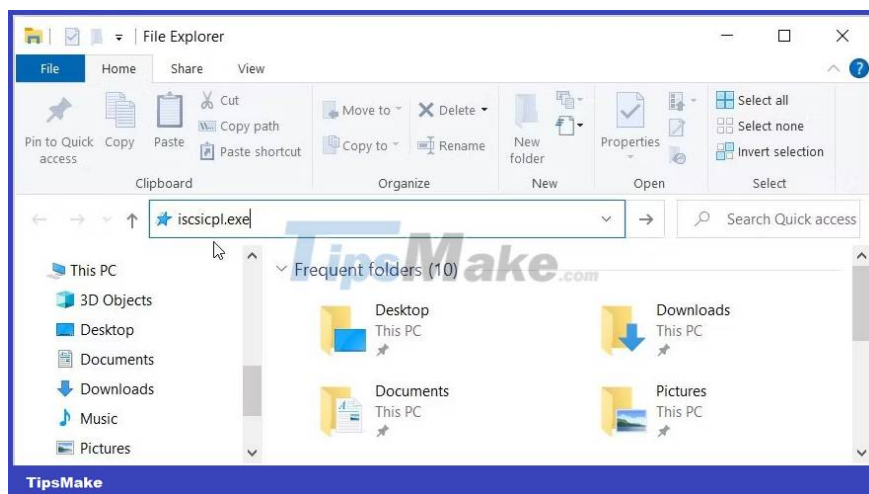 File Explorer
File Home Share View
Pin to Quick access
Copy
Paste
Cut
Copy path
Paste shortcut
Clipboard
Move to
Copy to
Delete
Rename
Organize
New folder
New
Properties
Open
Select all
Select none
Invert selection
Select
iscsicpl.exe
Search Quick access
TipsMake.com
This PC
3D Objects
Desktop
Documents
Downloads
Music
Pictures
Frequent folders (10)
Desktop
This PC
Downloads
This PC
Documents
This PC
Pictures
This PC
TipsMake